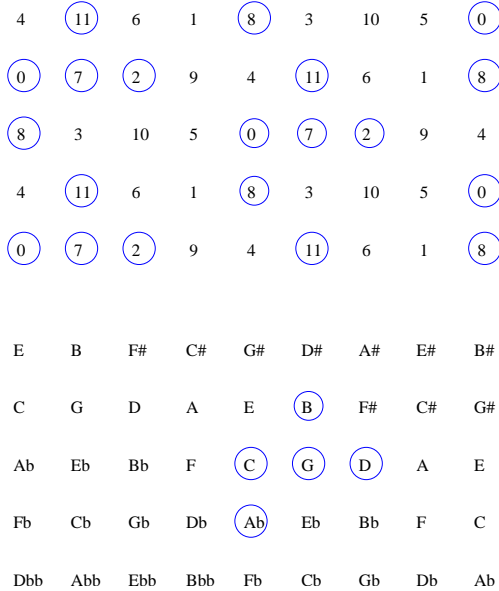 4 11 6 1 8 3 10 5 0
0 7 2 9 4 11 6 1 8
8 3 10 5 0 7 2 9 4
4 11 6 1 8 3 10 5 0
0 7 2 9 4 11 6 1 8
E B F# C# G# D# A# E# B#
C G D A E B F# C# G#
Ab Eb Bb F C G D A E
Fb Cb Gb Db Ab Eb Bb F C
Dbb Abb Ebb Bbb Fb Cb Gb Db Ab